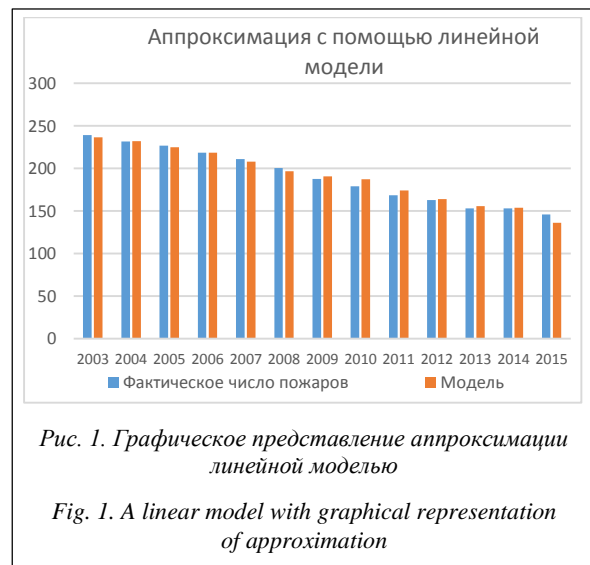 Аппроксимация с помощью линейной
модели
300
250
200
150
100
50
0
2003 2004 2005 2006 2007 2008 2009 2010 2011 2012 2013 2014 2015
Фактическое число пожаров Модель
Рис. 1. Графическое представление аппроксимации
линейной моделью
Fig. 1. A linear model with graphical representation
of approximation